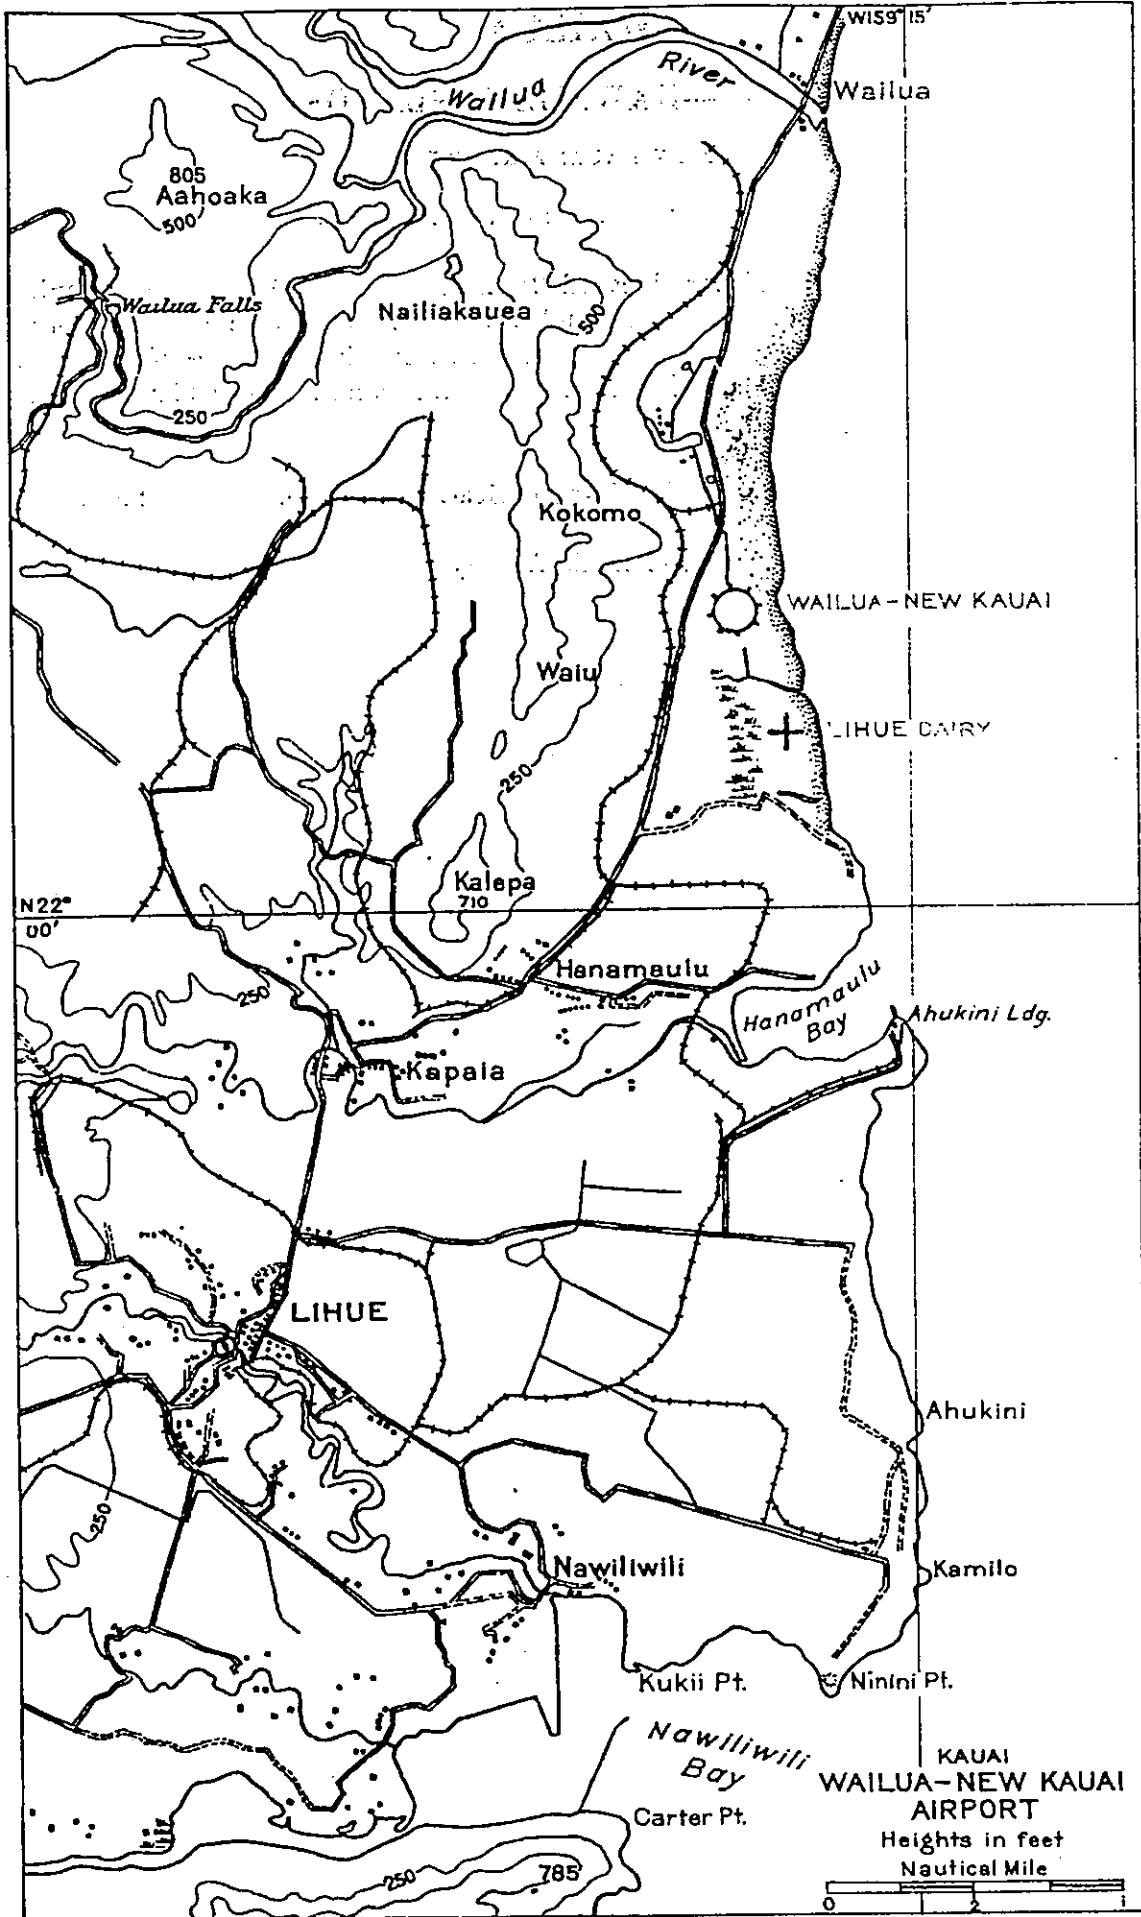 W159° 15'
Wailua River
Wailua
805
Aahoaka
500'
Wailua Falls
Nailiakauea
500
250
Kokomo
WAILUA-NEW KAUAI
Waiu
LIHUE DAIRY
250
Kalepa
710
N22°
00'
Hanamaulu
250
Hanamaulu
Bay
Ahukini Ldg.
Kapaia
LIHUE
Ahukini
250
Nawiliwili
Kamilo
Kukii Pt.
Ninini Pt.
Nawiliwili
Bay
KAUAI
WAILUA-NEW KAUAI
AIRPORT
Carter Pt.
Heights in feet
Nautical Mile
250
785
0 2 1